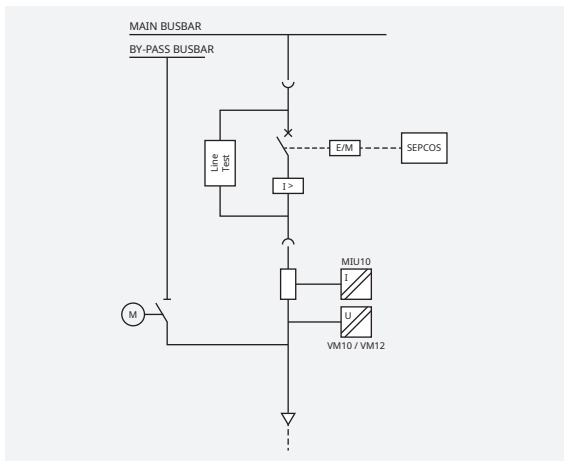 MAIN BUSBAR
BY-PASS BUSBAR
Line
Test
E/M
SEPCOS
I >
MIU10
I
M
U
VM10 / VM12